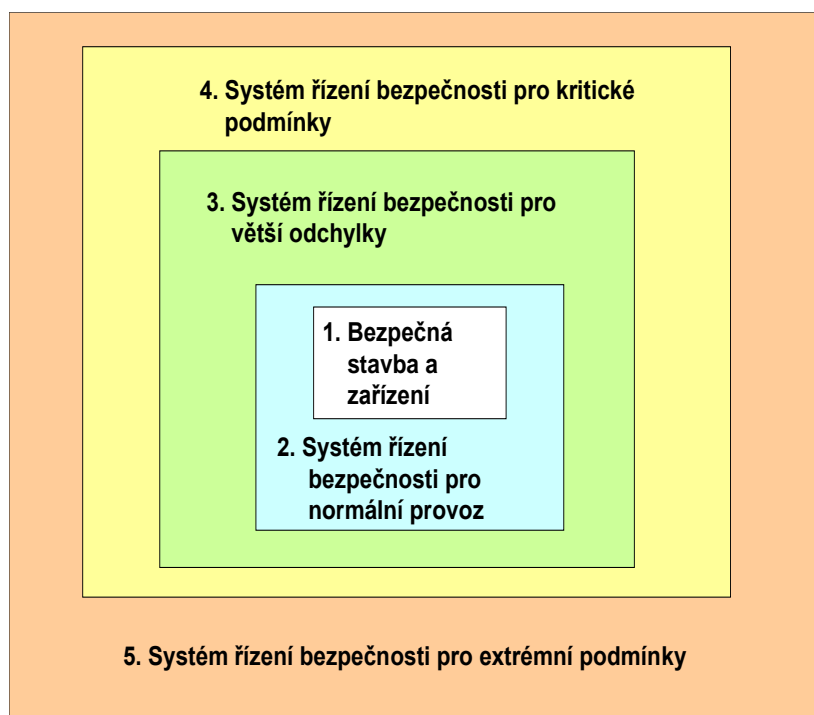 4. Systém řízení bezpečnosti pro kritické
podmínky
3. Systém řízení bezpečnosti pro
větší odchylky
1. Bezpečná
stavba a
zařízení
2. Systém řízení
bezpečnosti pro
normální provoz
5. Systém řízení bezpečnosti pro extrémní podmínky